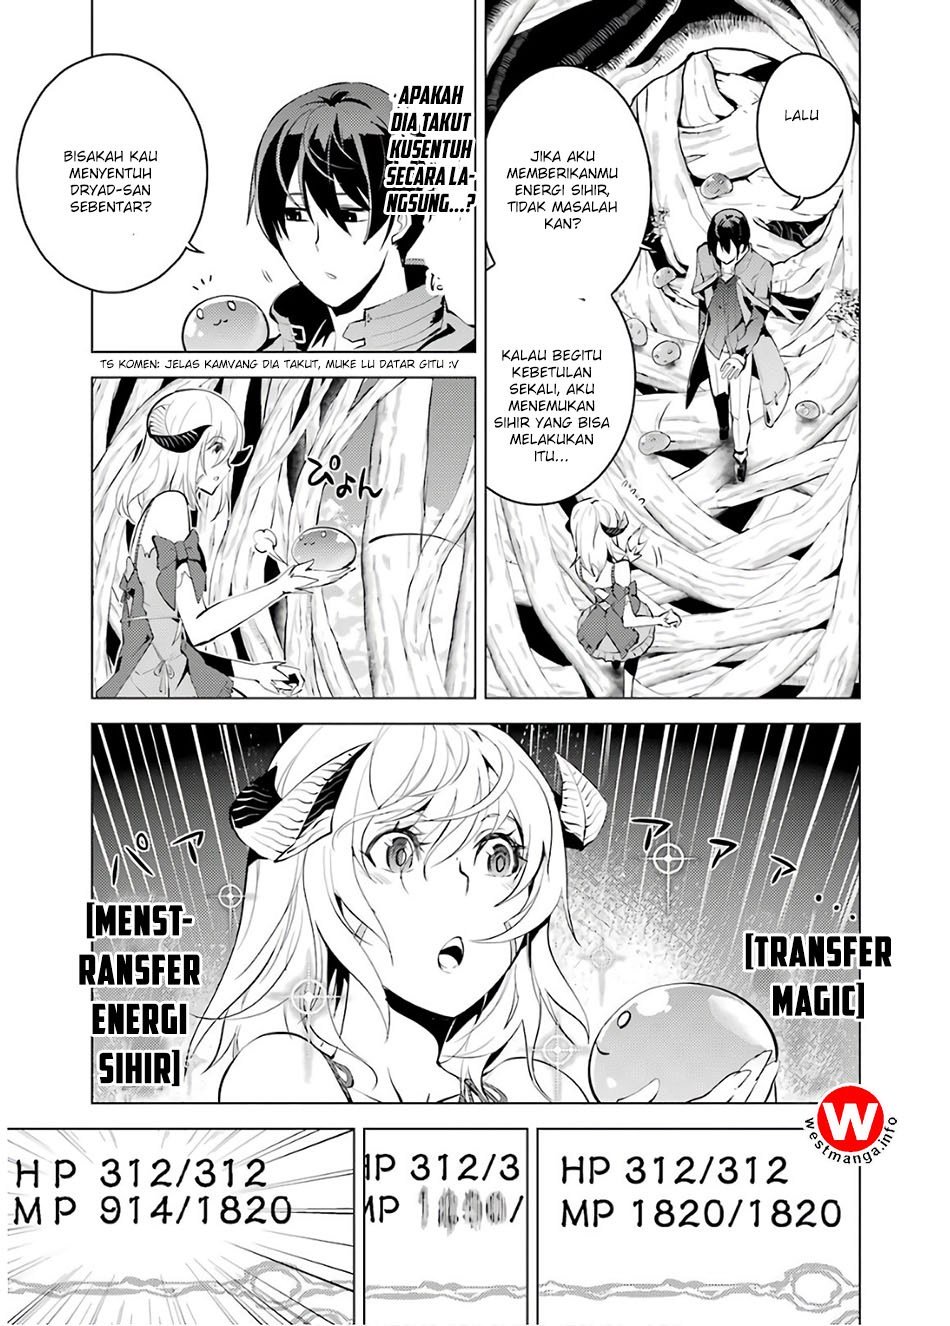 LALU
JIKA AKU
MEMBERIKANMU
ENERGI SIHIR,
TIDAK MASALAH
KAN?
KALAU BEGITU
KEBETULAN
SEKALI, AKU
MENEMUKAN
SIHIR YANG BISA
MELAKUKAN
ITU...
APAKAH
DIA TAKUT
KUSENTUH
SECARA LA-
NGSUNG...?
BISAKAH KAU
MENYENTUH
DRYAD-SAN
SEBENTAR?
TS KOMEN: JELAS KAMVANG DIA TAKUT, MUKE LU DATAR GITU :V
ぴょん
[TRANSFER
MAGIC]
パアアアア...
[MENST-
RANSFER
ENERGI
SIHIR]
W
westmanga.info
HP 312/312
MP 1820/1820
HP 312/3
MP
HP 312/312
MP 914/1820